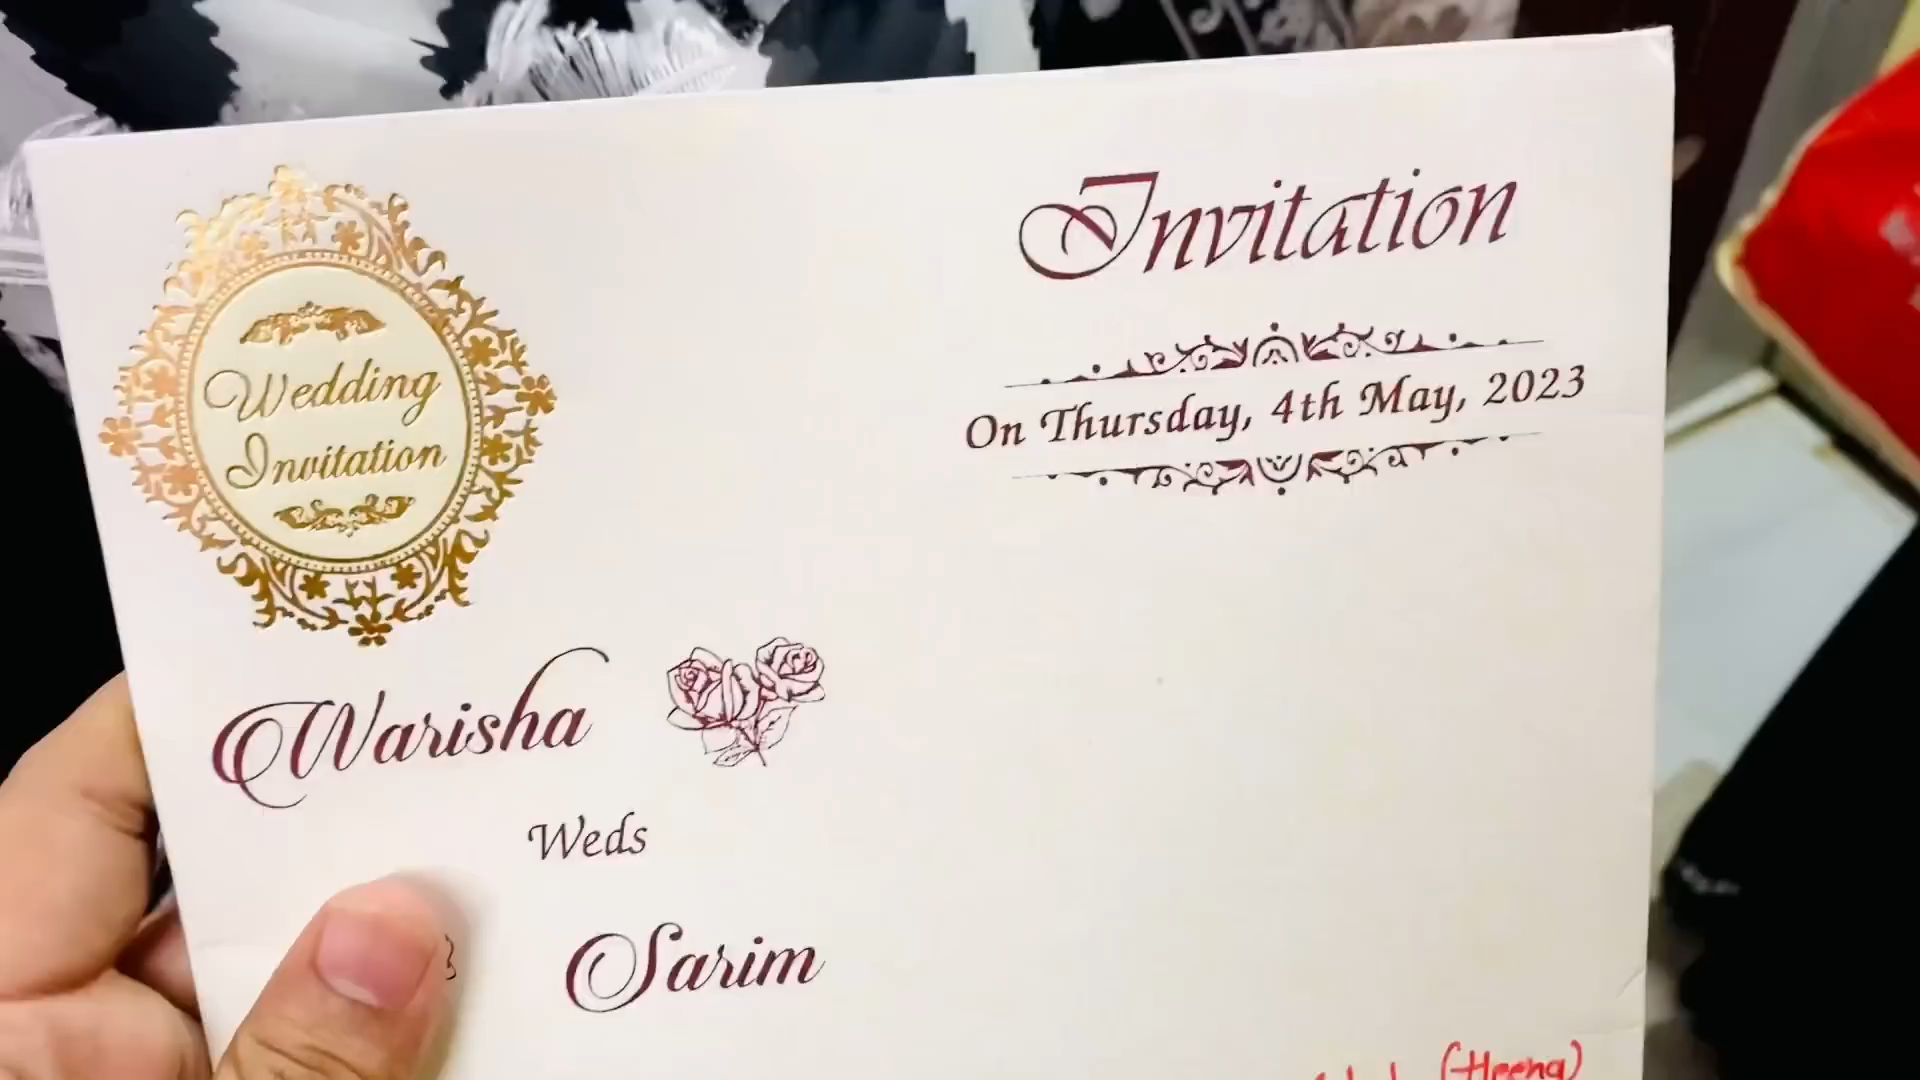 Wedding
Invitation
Invitation
On Thursday, 4th May, 2023
Warisha
Weds
Sarim
(Heena)